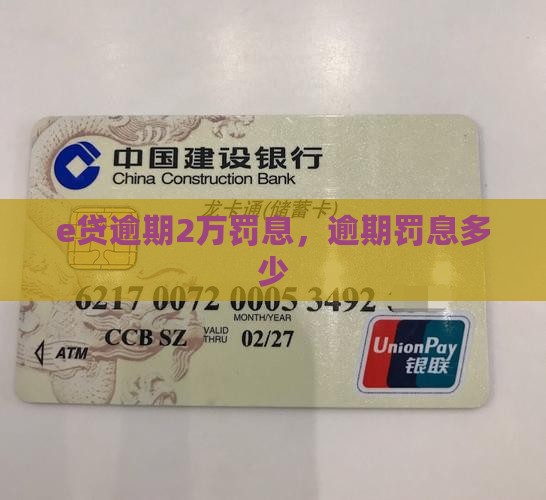 中国建设银行
China Construction Bank
龙卡通(储蓄卡)
e贷逾期2万罚息，逾期罚息多
少
6217 0072 0005 3492
MONTH/YEAR
CCB SZ VALID THRU 02/27
ATM
UnionPay
银联